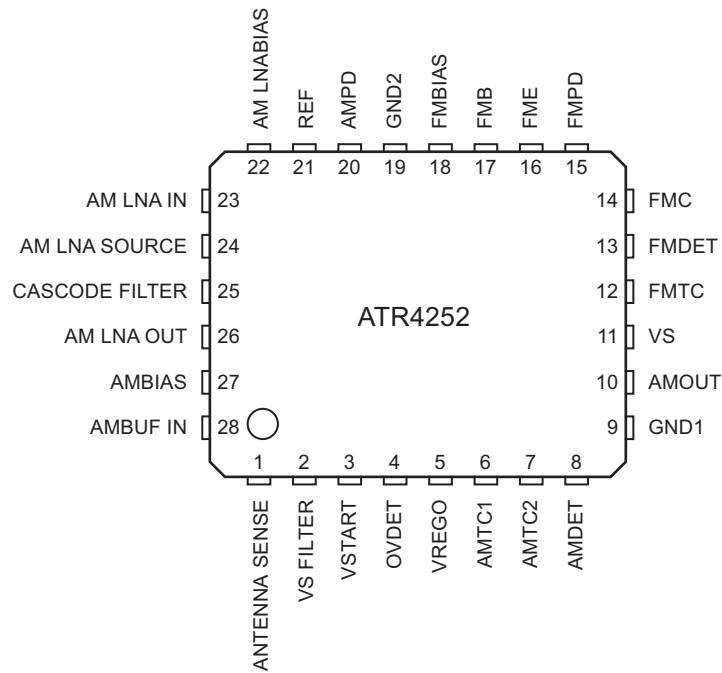 AM LNABIAS
REF
AMPD
GND2
FMBIAS
FMB
FME
FMPD
22 21 20 19 18 17 16 15
AM LNA IN 23
14 FMC
AM LNA SOURCE 24
13 FMDET
CASCODE FILTER 25
12 FMTC
ATR4252
AM LNA OUT 26
11 VS
AMBIAS 27
10 AMOUT
AMBUF IN 28
9 GND1
1 2 3 4 5 6 7 8
ANTENNA SENSE
VS FILTER
VSTART
OVDET
VREGO
AMTC1
AMTC2
AMDET